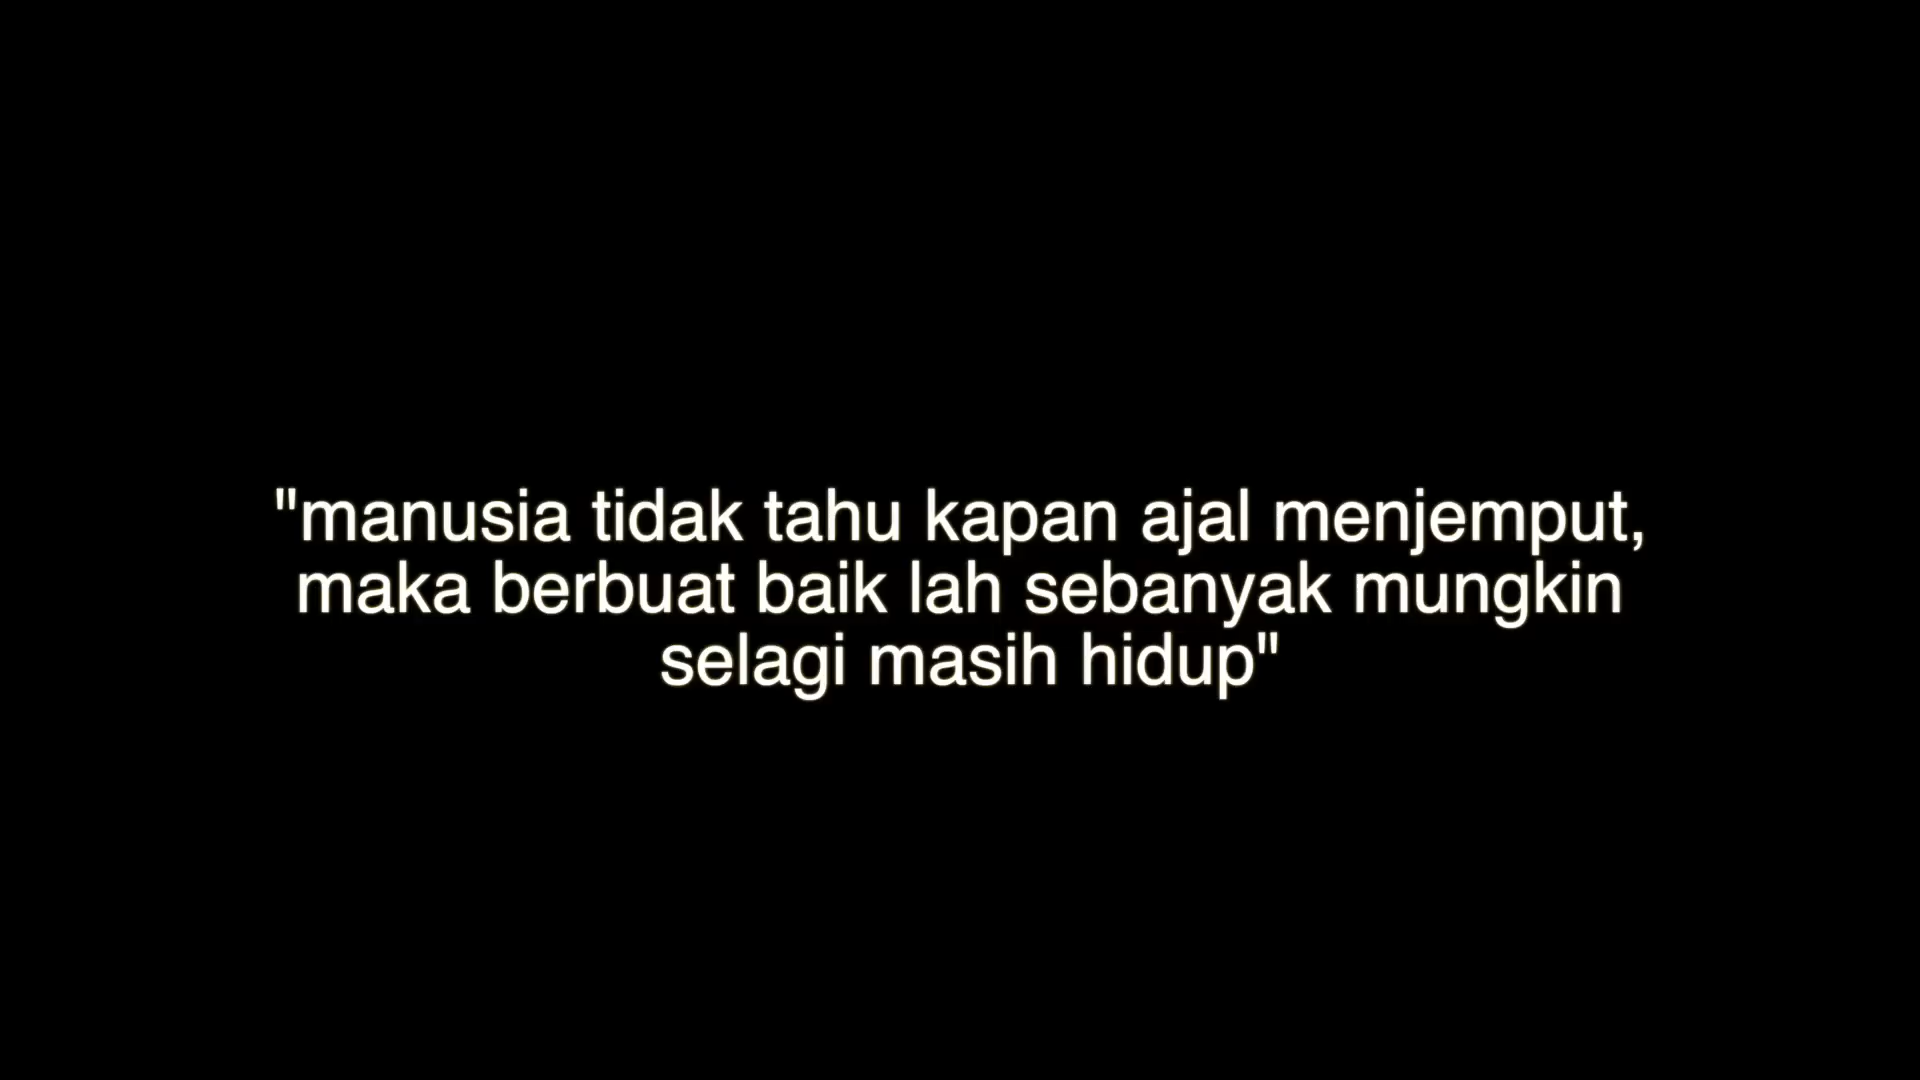 "manusia tidak tahu kapan ajal menjemput,
maka berbuat baik lah sebanyak mungkin
selagi masih hidup"